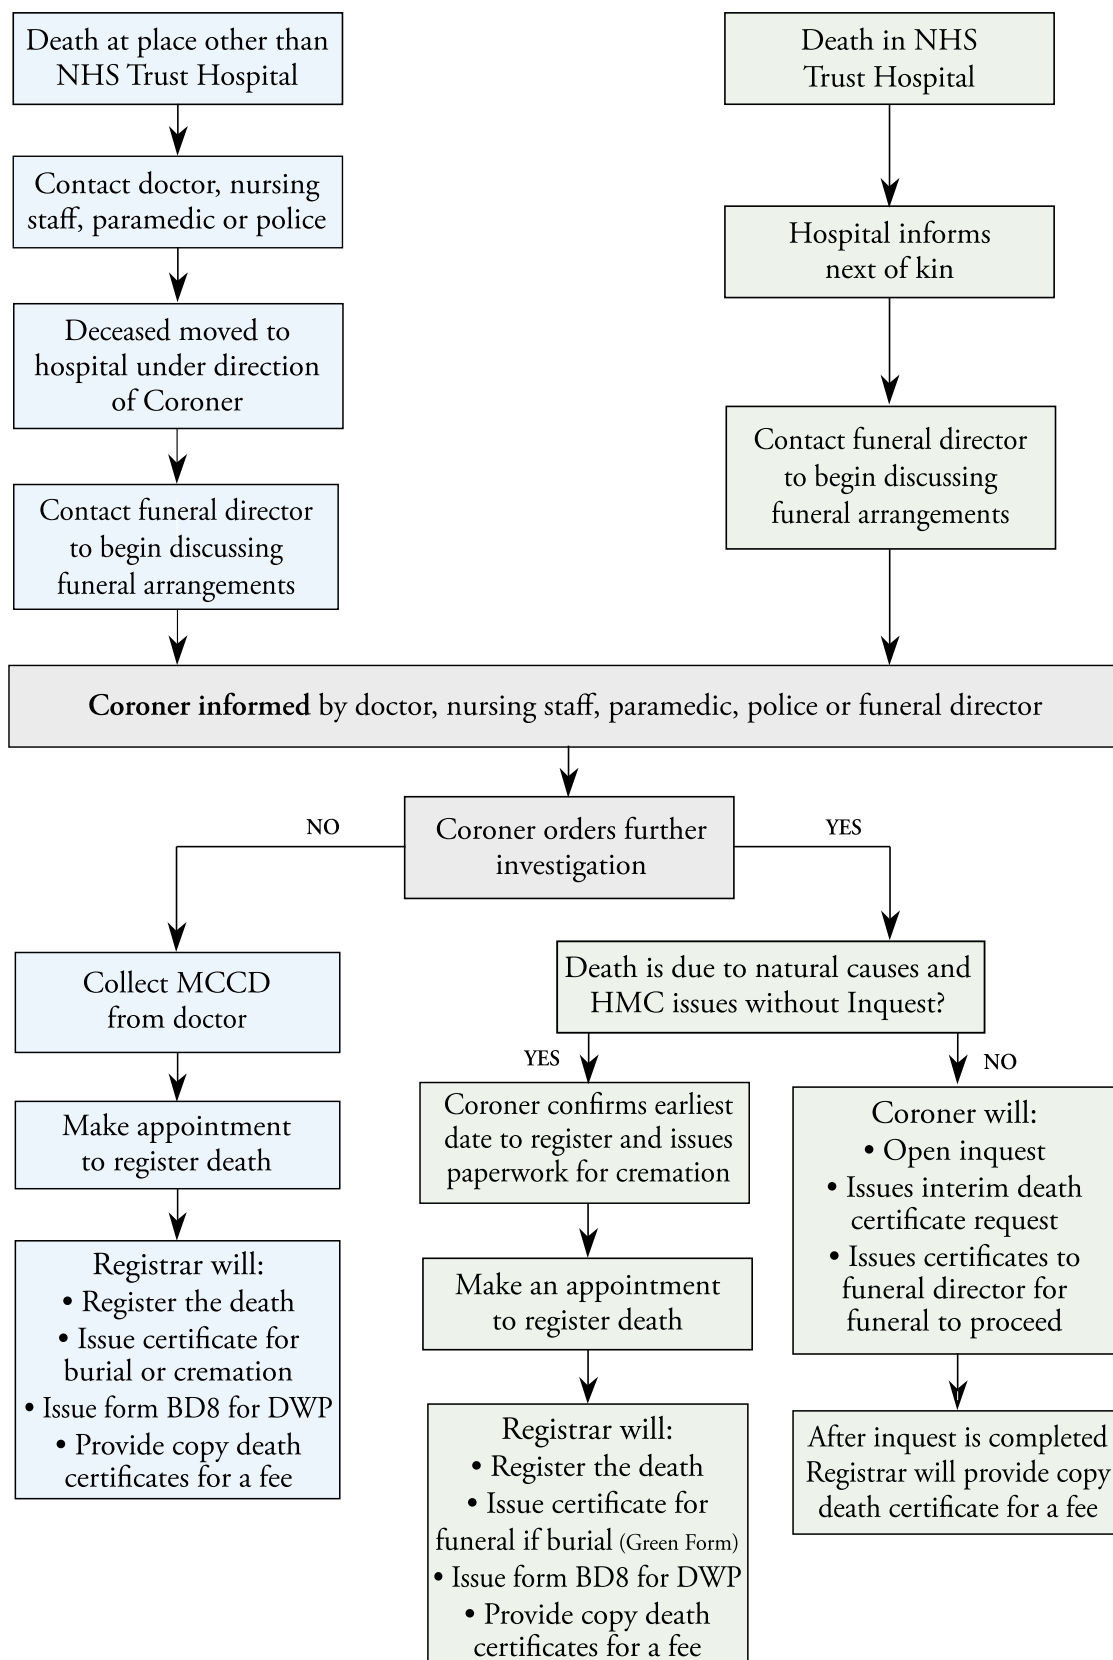 Death at place other than
NHS Trust Hospital
Death in NHS
Trust Hospital
Contact doctor, nursing
staff, paramedic or police
Hospital informs
next of kin
Deceased moved to
hospital under direction
of Coroner
Contact funeral director
to begin discussing
funeral arrangements
Contact funeral director
to begin discussing
funeral arrangements
Coroner informed by doctor, nursing staff, paramedic, police or funeral director
Coroner orders further
investigation
NO
YES
Collect MCCD
from doctor
Make appointment
to register death
Registrar will:
• Register the death
• Issue certificate for
burial or cremation
• Issue form BD8 for DWP
• Provide copy death
certificates for a fee
Death is due to natural causes and
HMC issues without Inquest?
YES
NO
Coroner confirms earliest
date to register and issues
paperwork for cremation
Make an appointment
to register death
Registrar will:
• Register the death
• Issue certificate for
funeral if burial (Green Form)
• Issue form BD8 for DWP
• Provide copy death
certificates for a fee
Coroner will:
• Open inquest
• Issues interim death
certificate request
• Issues certificates to
funeral director for
funeral to proceed
After inquest is completed
Registrar will provide copy
death certificate for a fee